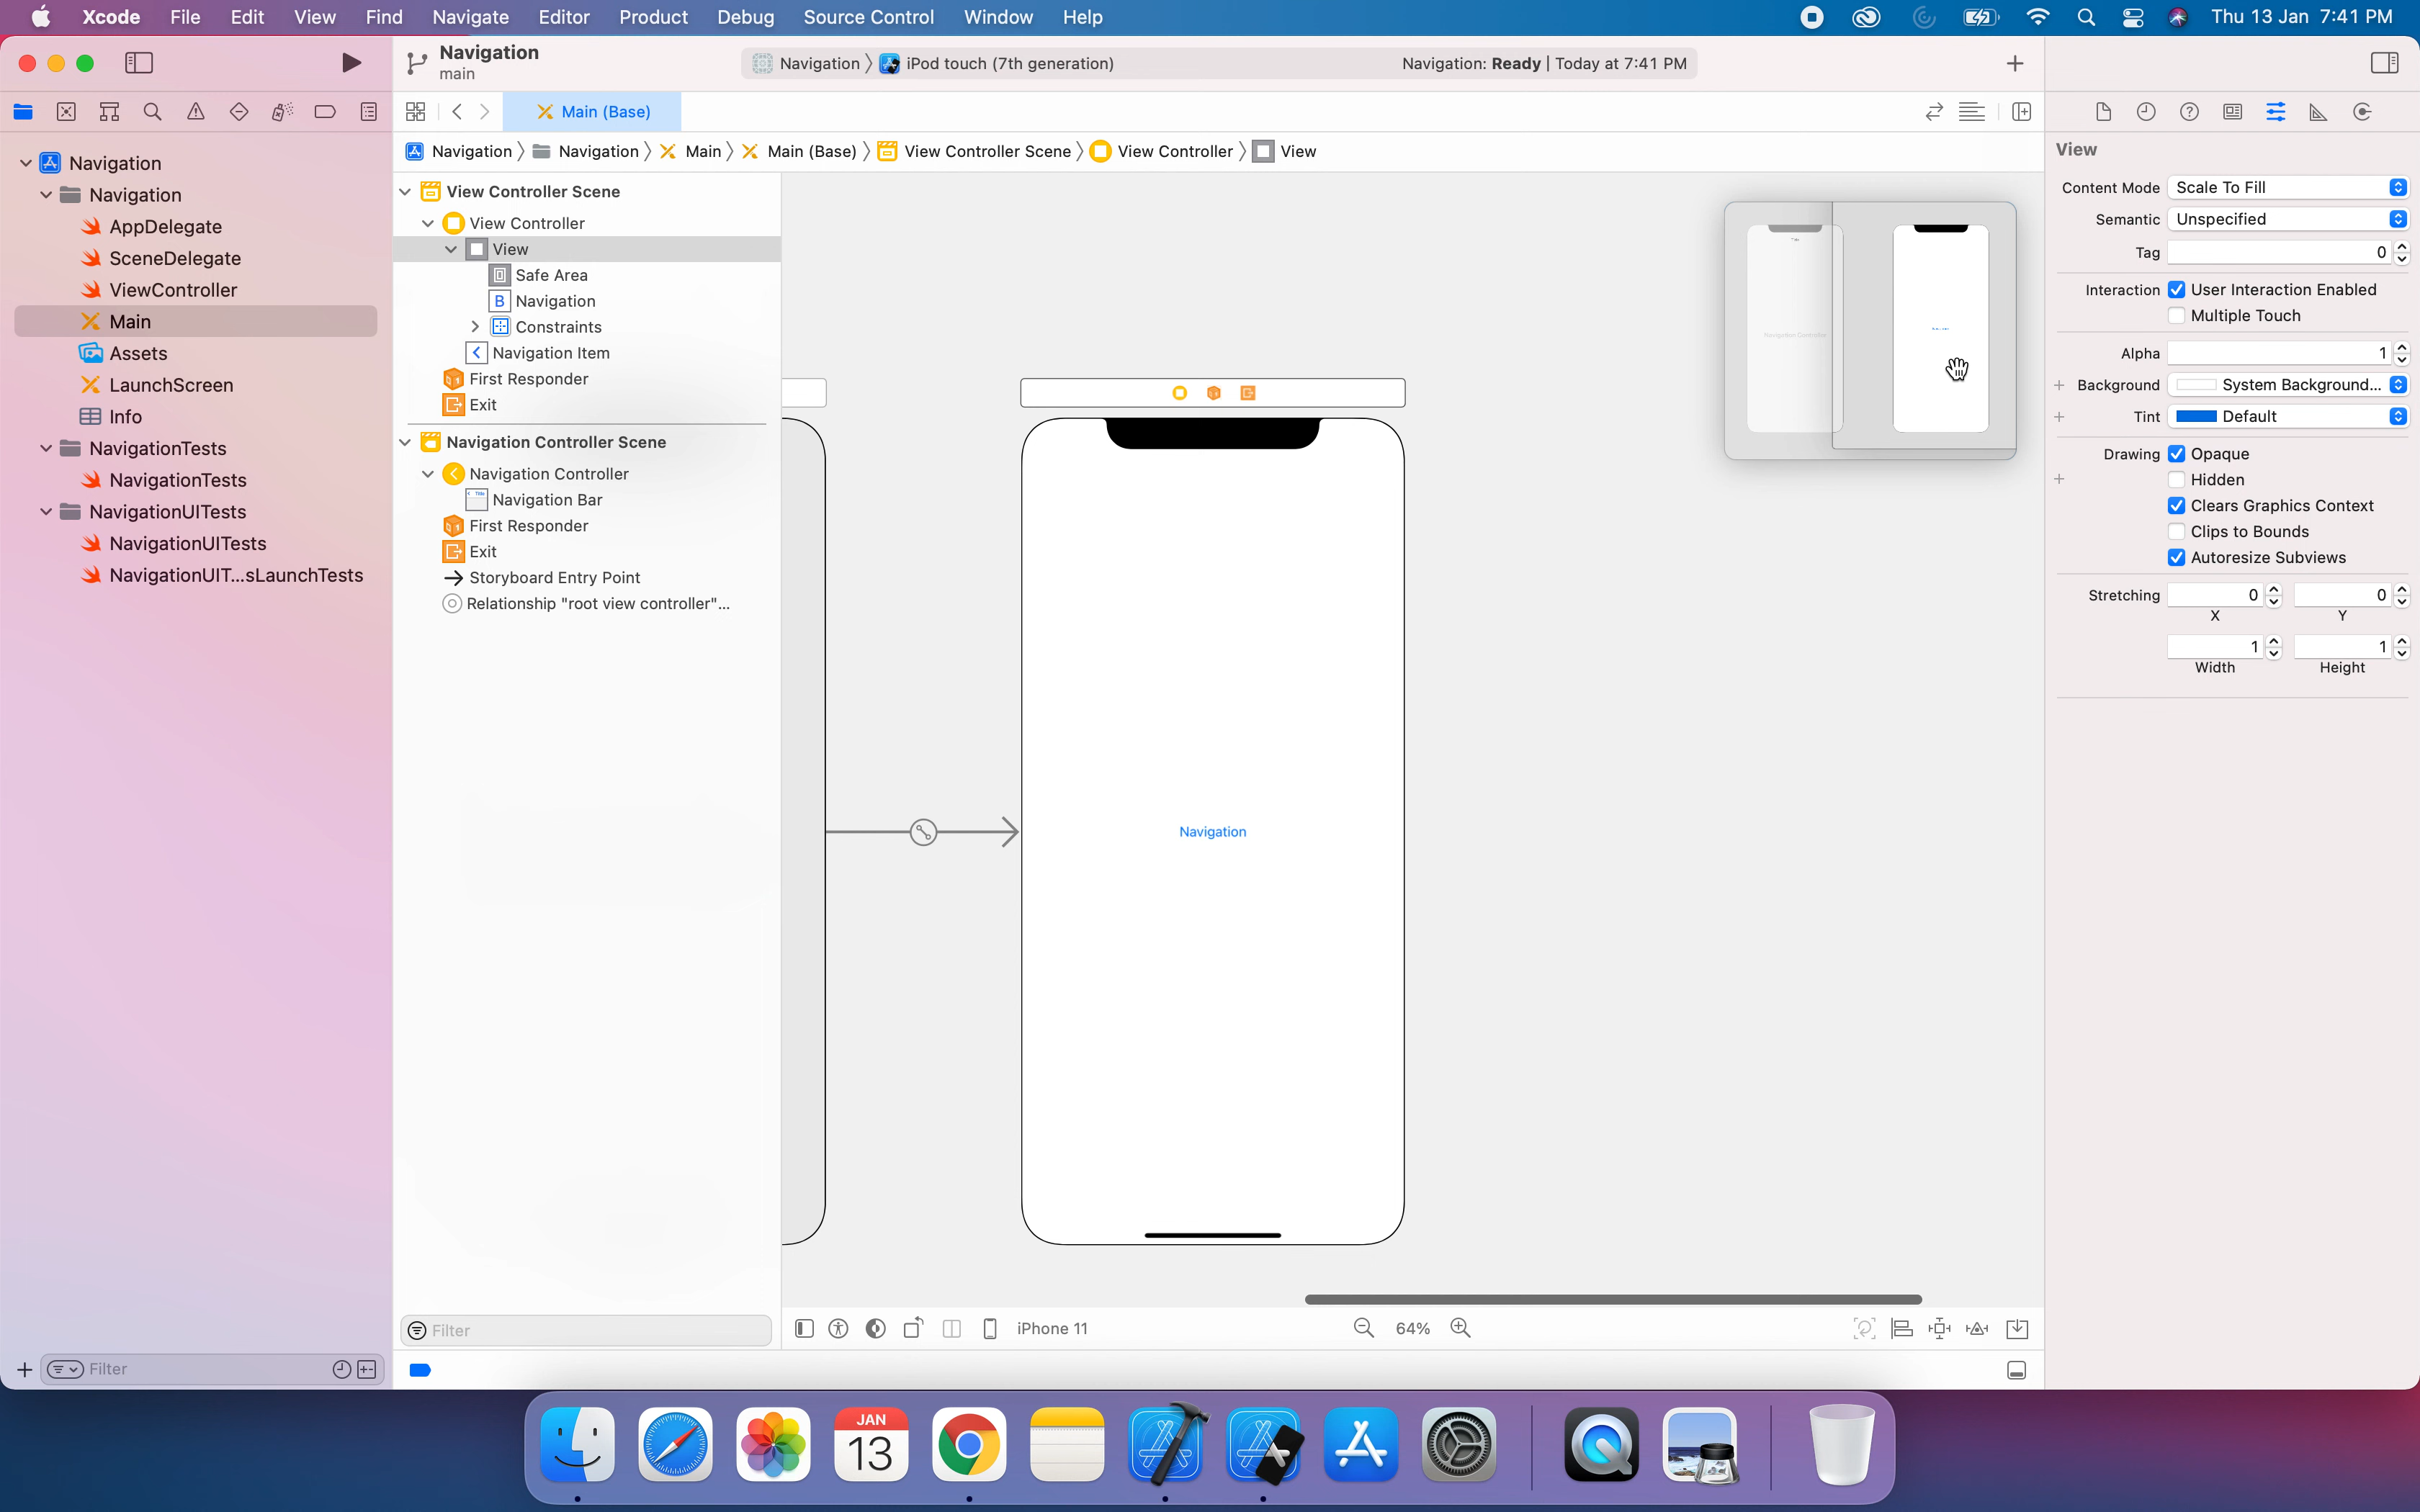 Xcode File Edit View Find Navigate Editor Product Debug Source Control Window Help Thu 13 Jan 7:41 PM
Navigation
main
Navigation iPod touch (7th generation) Navigation: Ready | Today at 7:41 PM
Main (Base)
Navigation Navigation Main Main (Base) View Controller Scene View Controller View
Navigation
Navigation
AppDelegate
SceneDelegate
ViewController
Main
Assets
LaunchScreen
Info
NavigationTests
NavigationTests
NavigationUITests
NavigationUITests
NavigationUIT...sLaunchTests
Filter
View Controller Scene
View Controller
View
Safe Area
B Navigation
Constraints
Navigation Item
First Responder
Exit
Navigation Controller Scene
Navigation Controller
Navigation Bar
First Responder
Exit
Storyboard Entry Point
Relationship "root view controller"...
Filter
Navigation Controller
Navigation
iPhone 11
64%
View
Content Mode Scale To Fill
Semantic Unspecified
Tag 0
Interaction User Interaction Enabled
Multiple Touch
Alpha 1
Background System Background...
Tint Default
Drawing Opaque
Hidden
Clears Graphics Context
Clips to Bounds
Autoresize Subviews
Stretching 0 0
X Y
1 1
Width Height
JAN
13